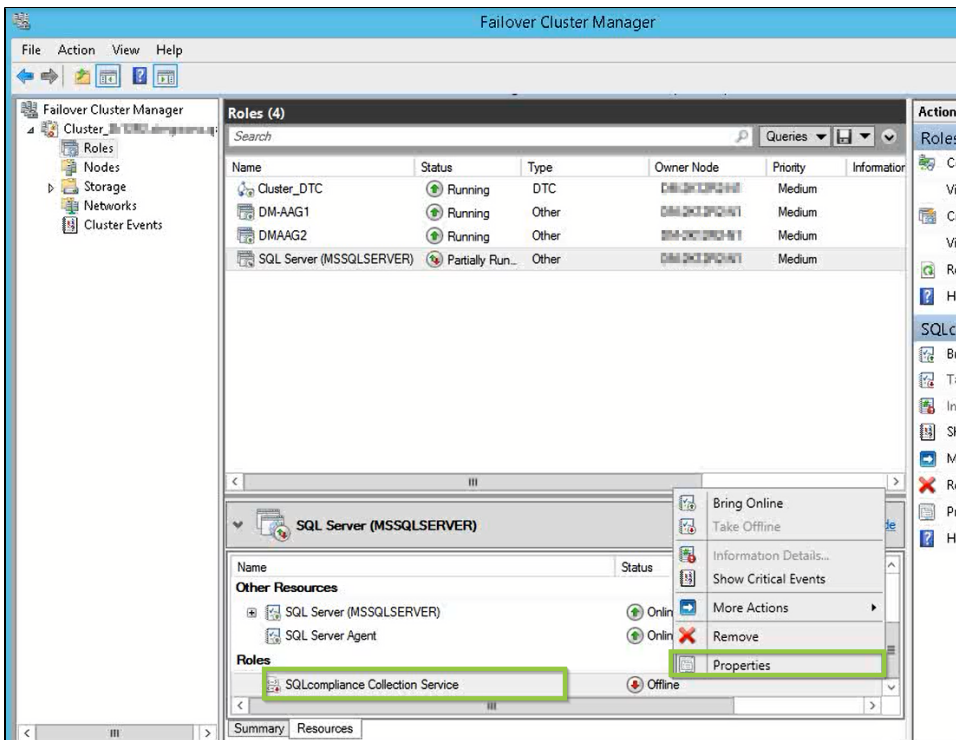 Failover Cluster Manager
File Action View Help
Failover Cluster Manager
Cluster_
Roles
Nodes
Storage
Networks
Cluster Events
Roles (4)
Search
Queries
Name Status Type Owner Node Priority Information
Cluster_DTC Running DTC Medium
DM-AAG1 Running Other Medium
DMAAG2 Running Other Medium
SQL Server (MSSQLSERVER) Partially Run... Other Medium
SQL Server (MSSQLSERVER)
Name Status
Other Resources
SQL Server (MSSQLSERVER) Onlin
SQL Server Agent Onlin
Roles
SQLcompliance Collection Service Offline
Summary Resources
Bring Online
Take Offline
Information Details...
Show Critical Events
More Actions
Remove
Properties
Action
Roles
SQLc